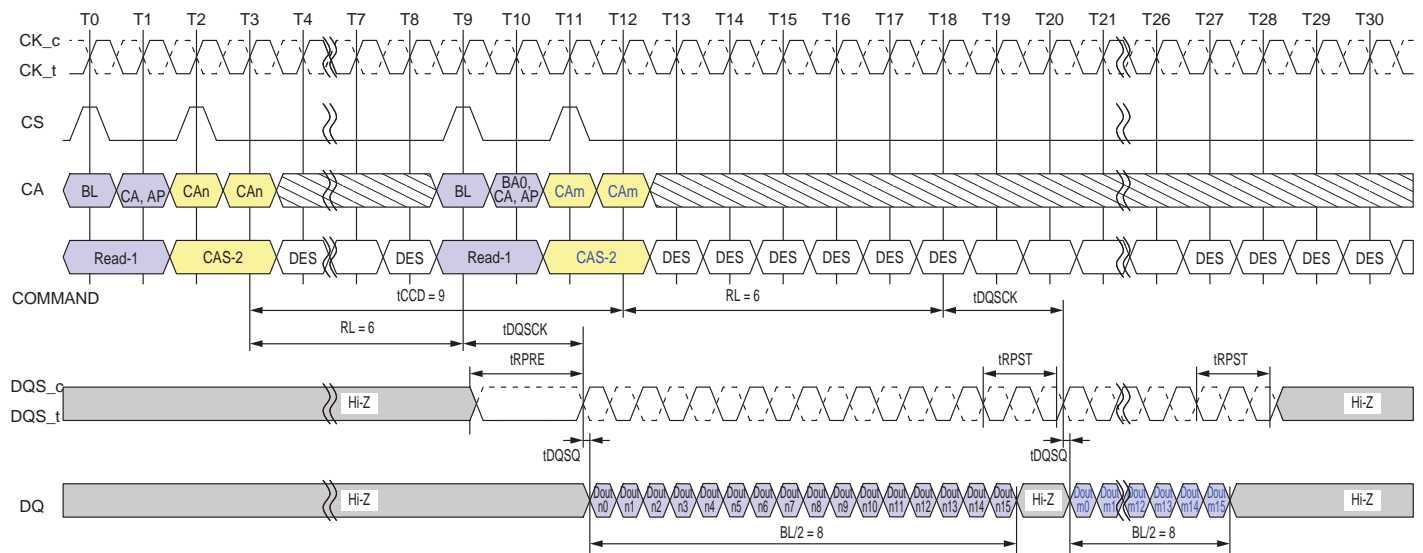 T0 T1 T2 T3 T4 T7 T8 T9 T10 T11 T12 T13 T14 T15 T16 T17 T18 T19 T20 T21 T26 T27 T28 T29 T30
CK_c
CK_t
CS
CA BL CA, AP CAn CAn BL BA0, CA, AP CAm CAm
Read-1 CAS-2 DES DES Read-1 CAS-2 DES DES DES DES DES DES DES DES DES DES
COMMAND
tCCD = 9 RL = 6 tDQSCK
RL = 6 tDQSCK
tRPRE tRPST tRPST
DQS_c
DQS_t
Hi-Z Hi-Z
tDQSQ tDQSQ
DQ Hi-Z Dout n0 Dout n1 Dout n2 Dout n3 Dout n4 Dout n5 Dout n6 Dout n7 Dout n8 Dout n9 Dout n10 Dout n11 Dout n12 Dout n13 Dout n14 Dout n15 Hi-Z Dout m0 Dout m1 Dout m12 Dout m13 Dout m14 Dout m15 Hi-Z
BL/2 = 8 BL/2 = 8